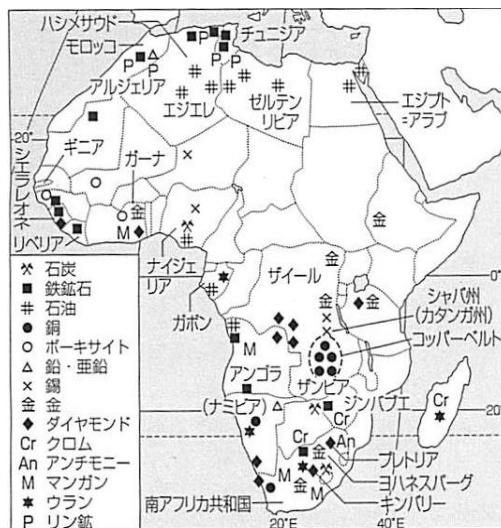 ハシメサウド
モロッコ
チュニジア
P
P
P
P
P
アルジェリア
エジエレ
ゼルテン
リビア
エジプト
=アラブ
20°
ギニア
ガーナ
シエラレオネ
金
M
リベリア
金
ナイジェ
リア
ザイール
金
0°
金
金
シャバ州
(カタンガ州)
ガボン
コッパーベルト
M
アンゴラ
ザンビア
(ナミビア)
ジンバブエ
Cr
Cr
20°
An
プレトリア
Cr
金
ヨハネスバーグ
M
金
M
キンバリー
南アフリカ共和国
20°E
40°E
石炭
鉄鉱石
石油
銅
ボーキサイト
鉛・亜鉛
錫
金 金
ダイヤモンド
Cr クロム
An アンチモニー
M マンガン
ウラン
P リン鉱